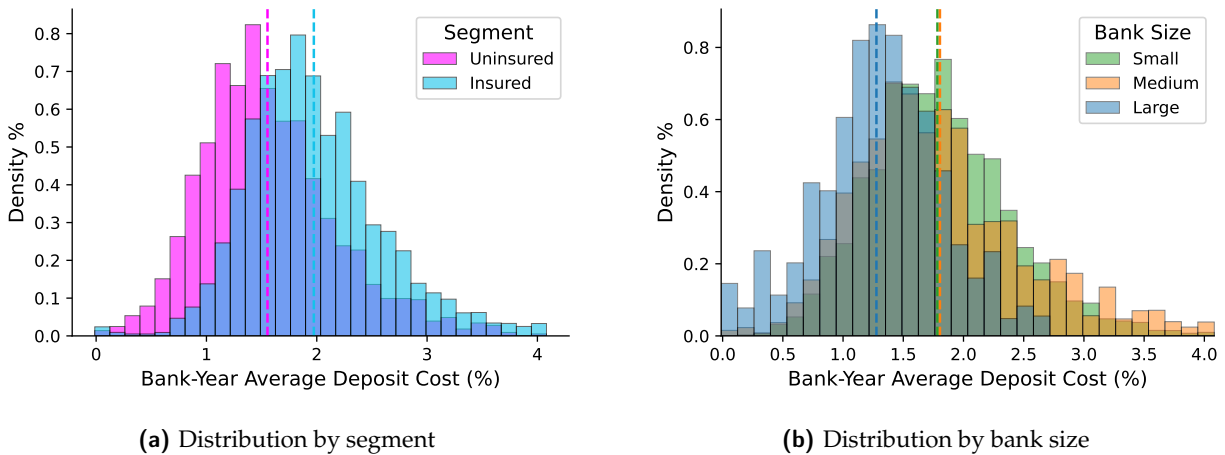 Segment
Uninsured
Insured
Density %
0.0
0.1
0.2
0.3
0.4
0.5
0.6
0.7
0.8
0
1
2
3
4
Bank-Year Average Deposit Cost (%)
(a) Distribution by segment
Bank Size
Small
Medium
Large
Density %
0.0
0.2
0.4
0.6
0.8
0.0
0.5
1.0
1.5
2.0
2.5
3.0
3.5
4.0
Bank-Year Average Deposit Cost (%)
(b) Distribution by bank size